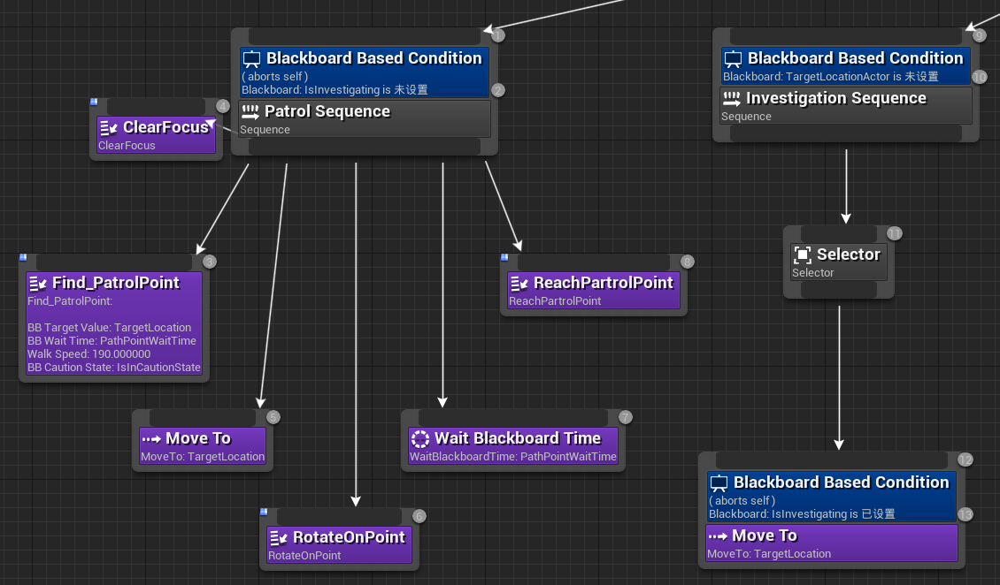 1
Blackboard Based Condition
( aborts self )
Blackboard: IsInvestigating is 未设置
2
Patrol Sequence
Sequence
9
Blackboard Based Condition
Blackboard: TargetLocationActor is 未设置
10
Investigation Sequence
Sequence
4
ClearFocus
ClearFocus
3
Find_PatrolPoint
Find_PatrolPoint:
BB Target Value: TargetLocation
BB Wait Time: PathPointWaitTime
Walk Speed: 190.000000
BB Caution State: IsInCautionState
8
ReachPartrolPoint
ReachPartrolPoint
11
Selector
Selector
5
Move To
MoveTo: TargetLocation
7
Wait Blackboard Time
WaitBlackboardTime: PathPointWaitTime
6
RotateOnPoint
RotateOnPoint
12
Blackboard Based Condition
( aborts self )
Blackboard: IsInvestigating is 已设置
13
Move To
MoveTo: TargetLocation